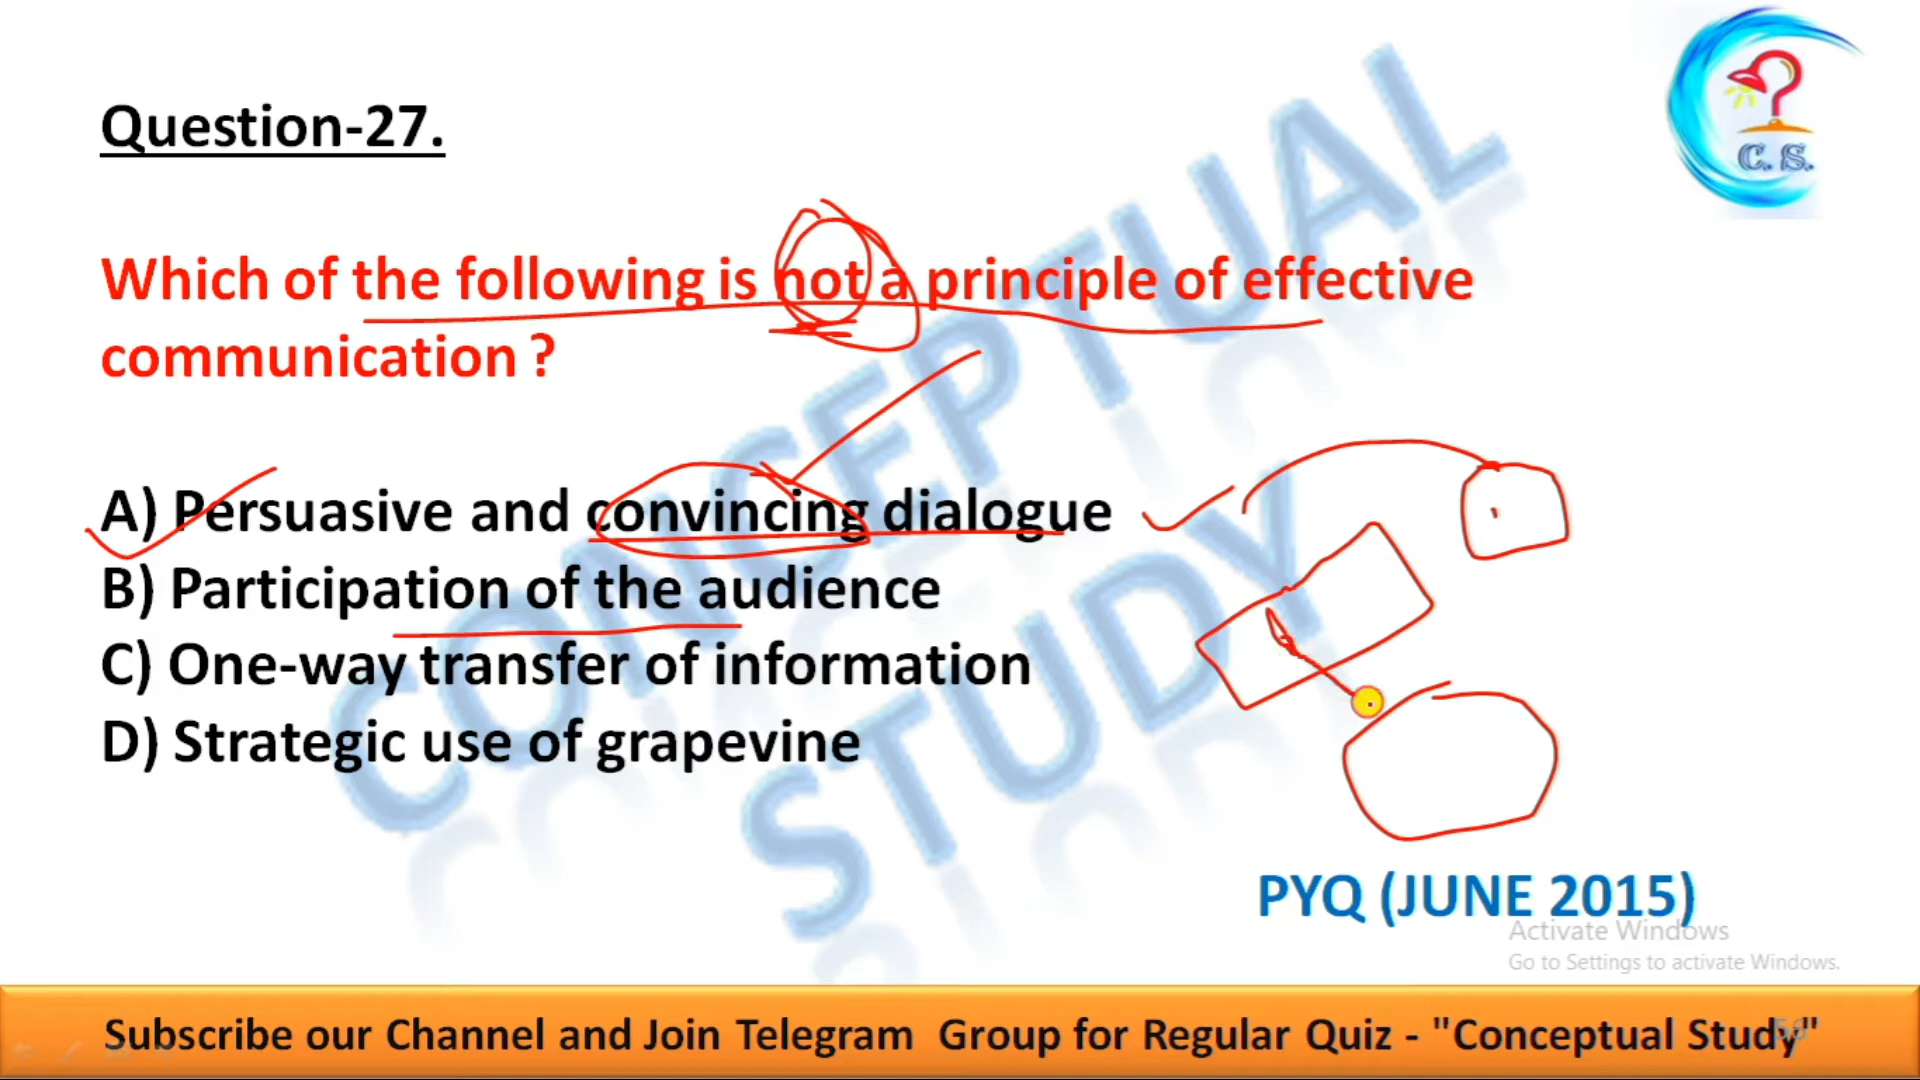 C. S.
Question-27.
Which of the following is not a principle of effective
communication ?
A) Persuasive and convincing dialogue
B) Participation of the audience
C) One-way transfer of information
D) Strategic use of grapevine
CONCEPTUAL
STUDY
PYQ (JUNE 2015)
Activate Windows
Go to Settings to activate Windows.
Subscribe our Channel and Join Telegram Group for Regular Quiz - "Conceptual Study"